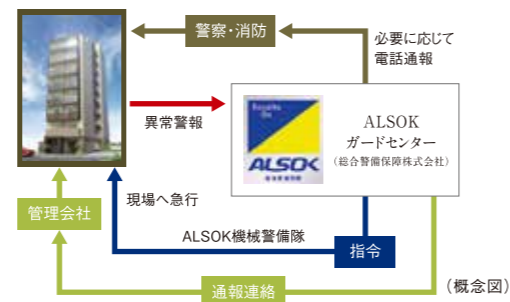 警察・消防
必要に応じて
電話通報
異常警報
ALSOK
ALSOK
ガードセンター
（綜合警備保障株式会社）
管理会社
現場へ急行
ALSOK機械警備隊
指令
通報連絡
（概念図）